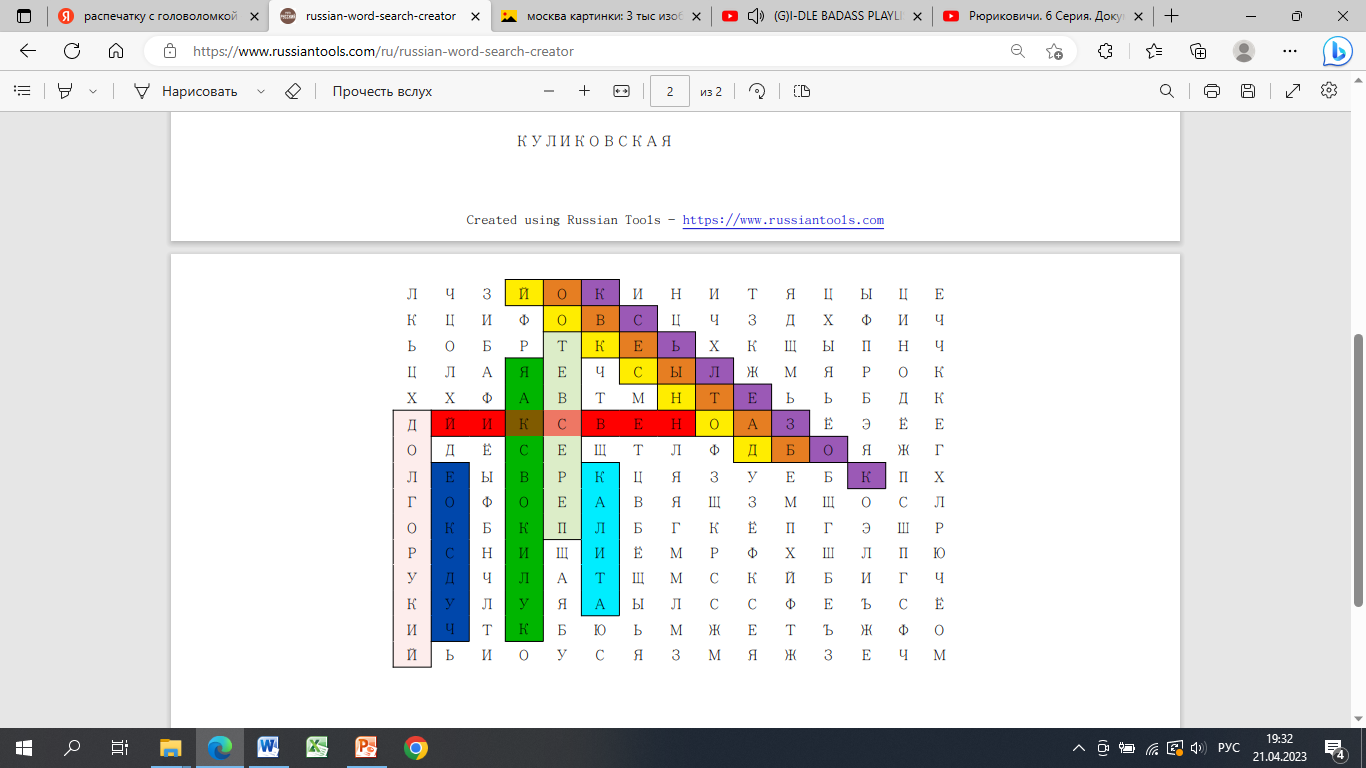 распечатку с головоломкой
russian-word-search-creator
москва картинки: 3 тыс изоб
(G)I-DLE BADASS PLAYLI
Рюриковичи. 6 Серия. Доку
https://www.russiantools.com/ru/russian-word-search-creator
Нарисовать
Прочесть вслух
2
из 2
КУЛИКОВСКАЯ
Created using Russian Tools - https://www.russiantools.com
Л Ч З Й О К И Н И Т Я Ц Ы Ц Е
К Ц И Ф О В С Ц Ч З Д Х Ф И Ч
Ь О Б Р Т К Е Ь Х К Щ Ы П Н Ч
Ц Л А Я Е Ч С Ы Л Ж М Я Р О К
Х Х Ф А В Т М Н Т Е Ь Ь Б Д К
Д Й И К С В Е Н О А З Ё Э Ё Е
О Д Ё С Е Щ Т Л Ф Д Б О Я Ж Г
Л Е Ы В Р К Ц Я З У Е Б К П Х
Г О Ф О Е А В Я Щ З М Щ О С Л
О К Б К П Л Б Г К Ё П Г Э Ш Р
Р С Н И Щ И Ё М Р Ф Х Ш Л П Ю
У Д Ч Л А Т Щ М С К Й Б И Г Ч
К У Л У Я А Ы Л С С Ф Е Ъ С Ё
И Ч Т К Б Ю Ь М Ж Е Т Ъ Ж Ф О
Й Ь И О У С Я З М Я Ж З Е Ч М
РУС
19:32
21.04.2023
4